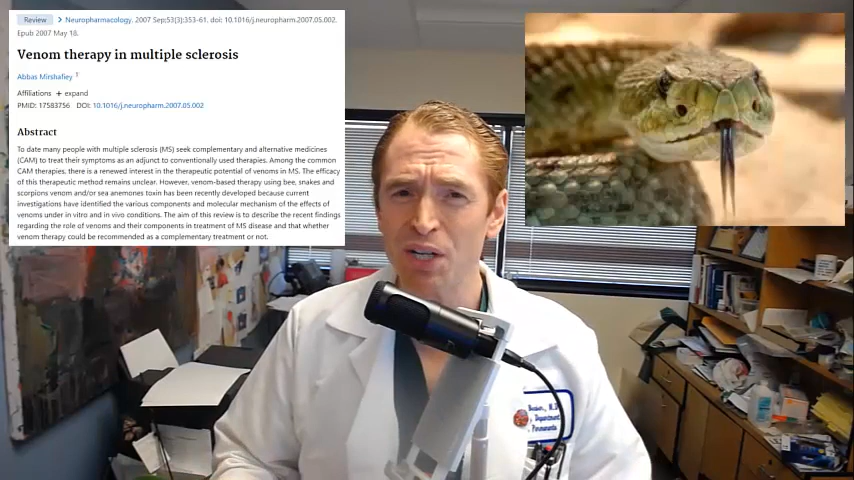 Review > Neuropharmacology. 2007 Sep;53(3):353-61. doi: 10.1016/j.neuropharm.2007.05.002.
Epub 2007 May 18.
Venom therapy in multiple sclerosis
Abbas Mirshafiey 1
Affiliations + expand
PMID: 17583756 DOI: 10.1016/j.neuropharm.2007.05.002
Abstract
To date many people with multiple sclerosis (MS) seek complementary and alternative medicines
(CAM) to treat their symptoms as an adjunct to conventionally used therapies. Among the common
CAM therapies, there is a renewed interest in the therapeutic potential of venoms in MS. The efficacy
of this therapeutic method remains unclear. However, venom-based therapy using bee, snakes and
scorpions venom and/or sea anemones toxin has been recently developed because current
investigations have identified the various components and molecular mechanism of the effects of
venoms under in vitro and in vivo conditions. The aim of this review is to describe the recent findings
regarding the role of venoms and their components in treatment of MS disease and that whether
venom therapy could be recommended as a complementary treatment or not.
M.D.
Department